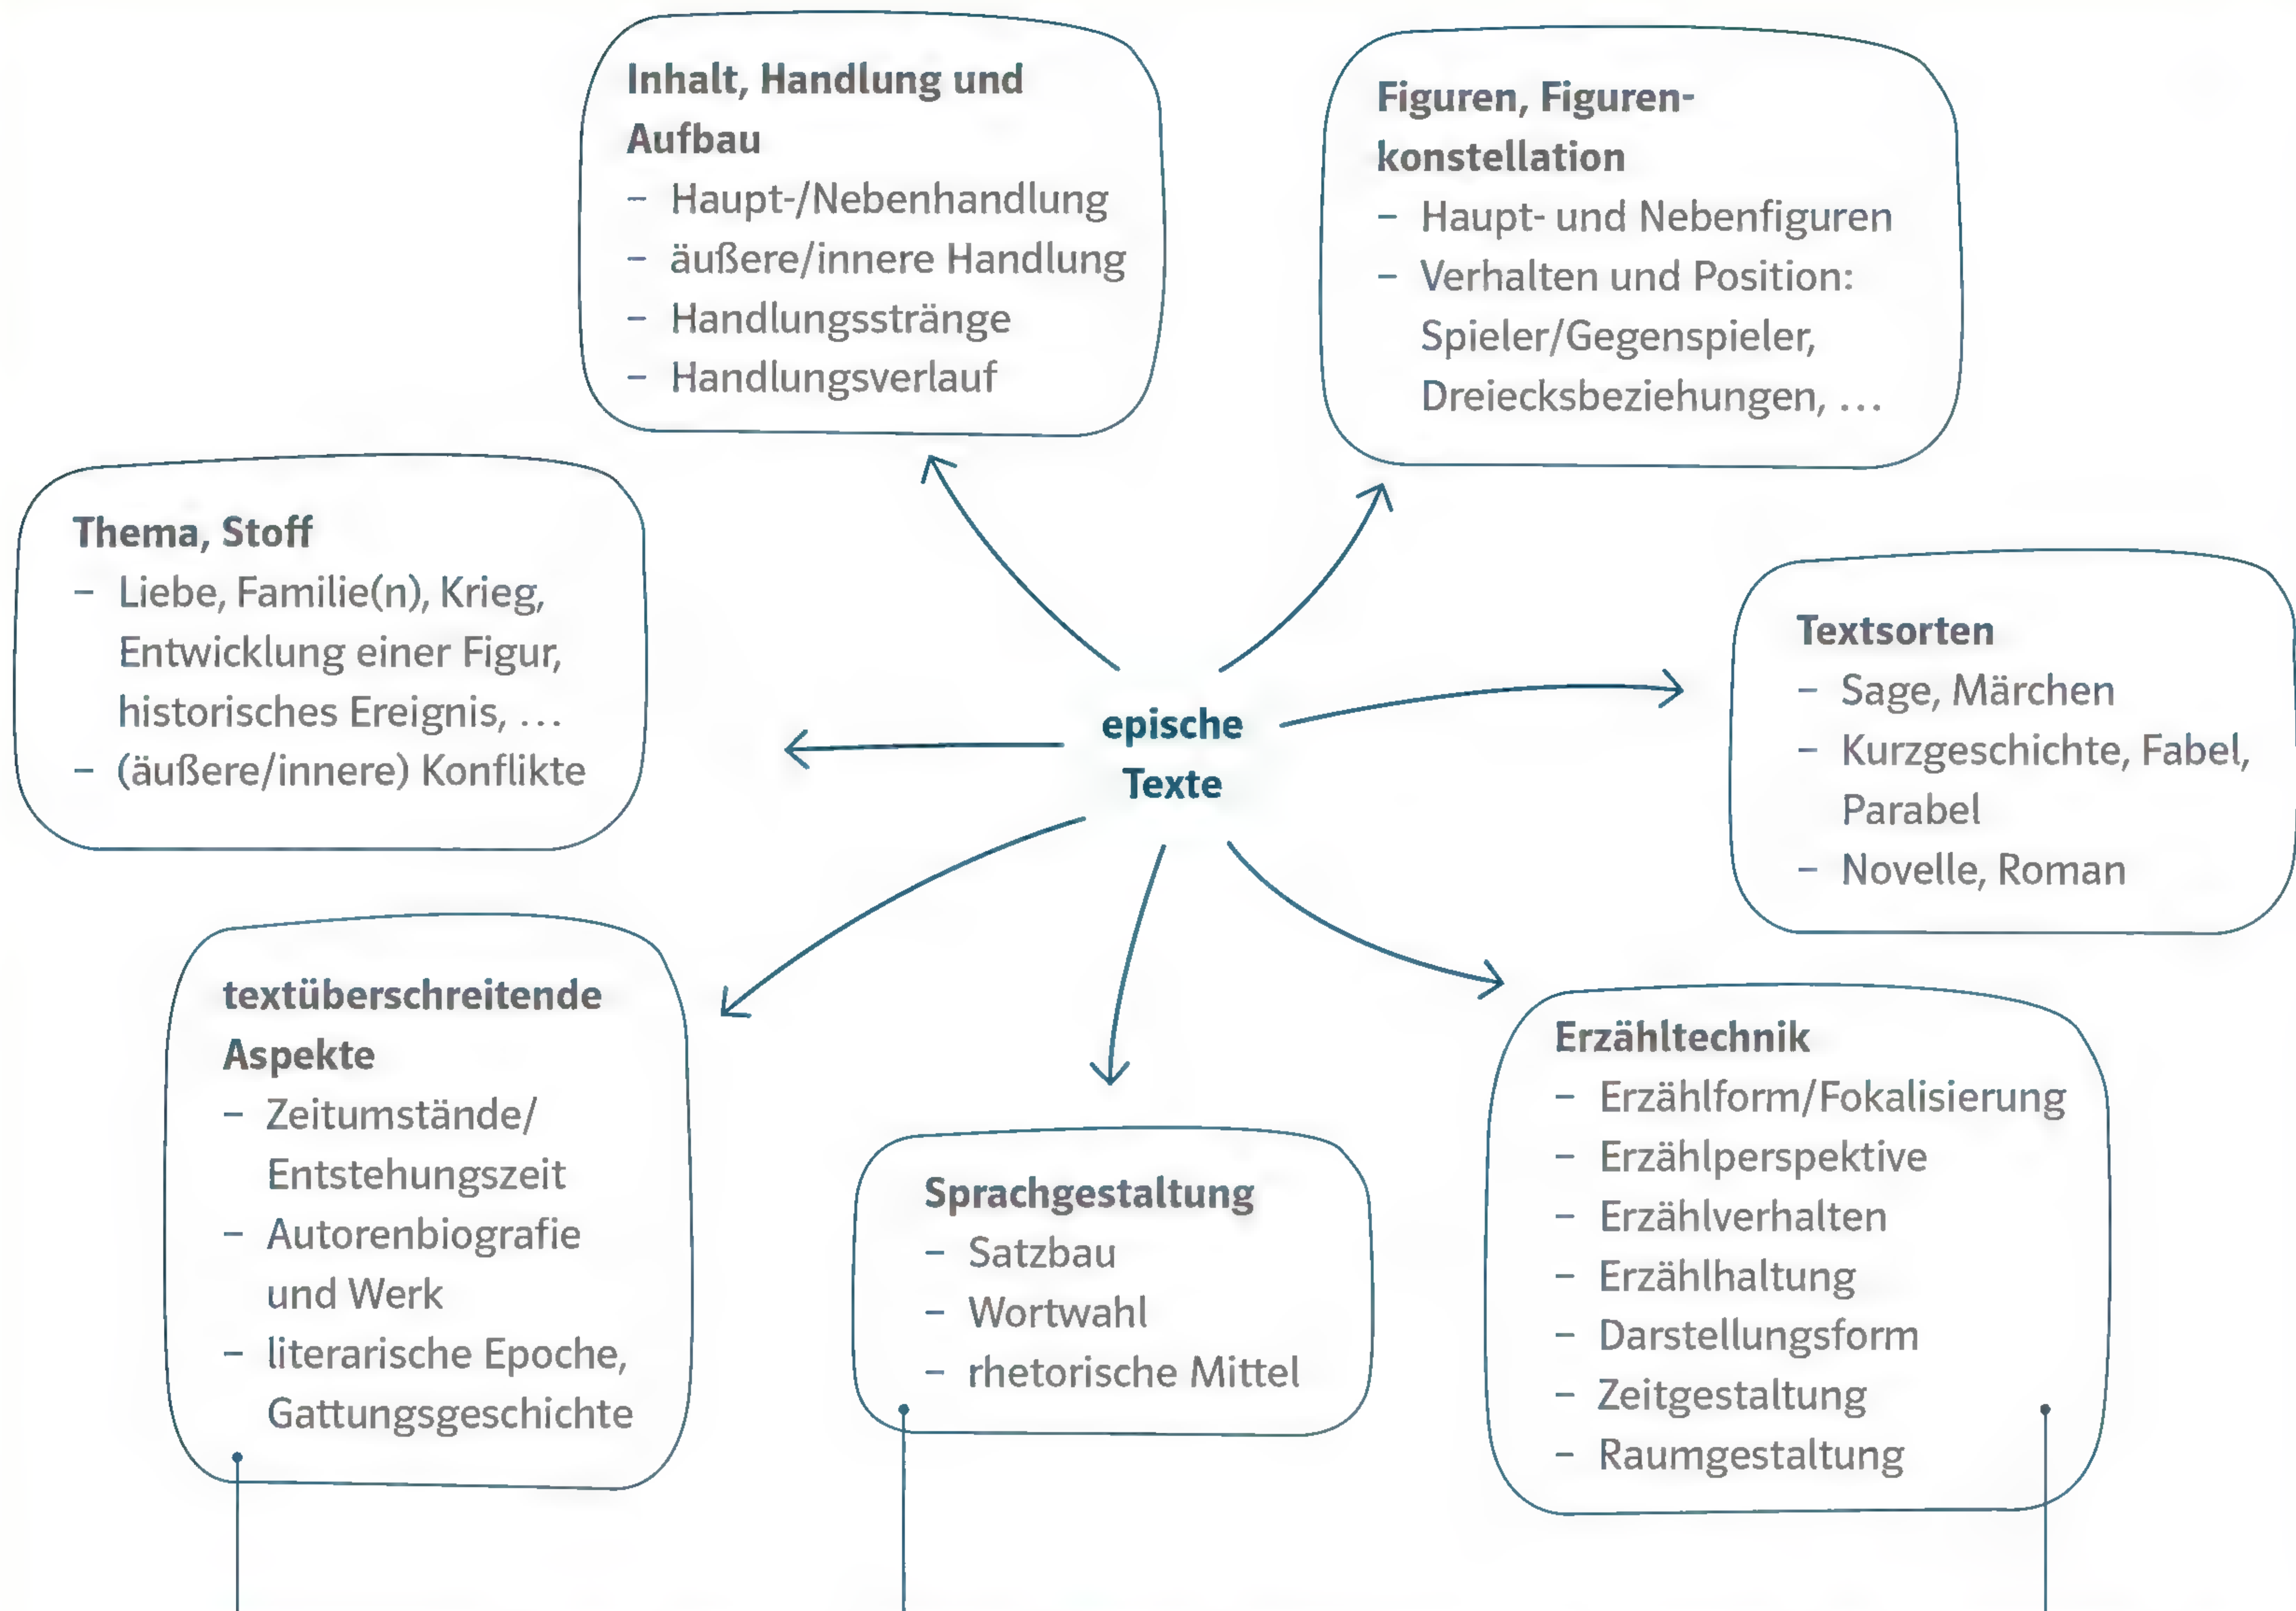 Inhalt, Handlung und
Aufbau
– Haupt-/Nebenhandlung
– äußere/innere Handlung
– Handlungsstränge
– Handlungsverlauf
Figuren, Figuren-
konstellation
– Haupt- und Nebenfiguren
– Verhalten und Position:
Spieler/Gegenspieler,
Dreiecksbeziehungen, ...
Thema, Stoff
– Liebe, Familie(n), Krieg,
Entwicklung einer Figur,
historisches Ereignis, ...
– (äußere/innere) Konflikte
epische
Texte
Textsorten
– Sage, Märchen
– Kurzgeschichte, Fabel,
Parabel
– Novelle, Roman
textüberschreitende
Aspekte
– Zeitumstände/
Entstehungszeit
– Autorenbiografie
und Werk
– literarische Epoche,
Gattungsgeschichte
Sprachgestaltung
– Satzbau
– Wortwahl
– rhetorische Mittel
Erzähltechnik
– Erzählform/Fokalisierung
– Erzählperspektive
– Erzählverhalten
– Erzählhaltung
– Darstellungsform
– Zeitgestaltung
– Raumgestaltung